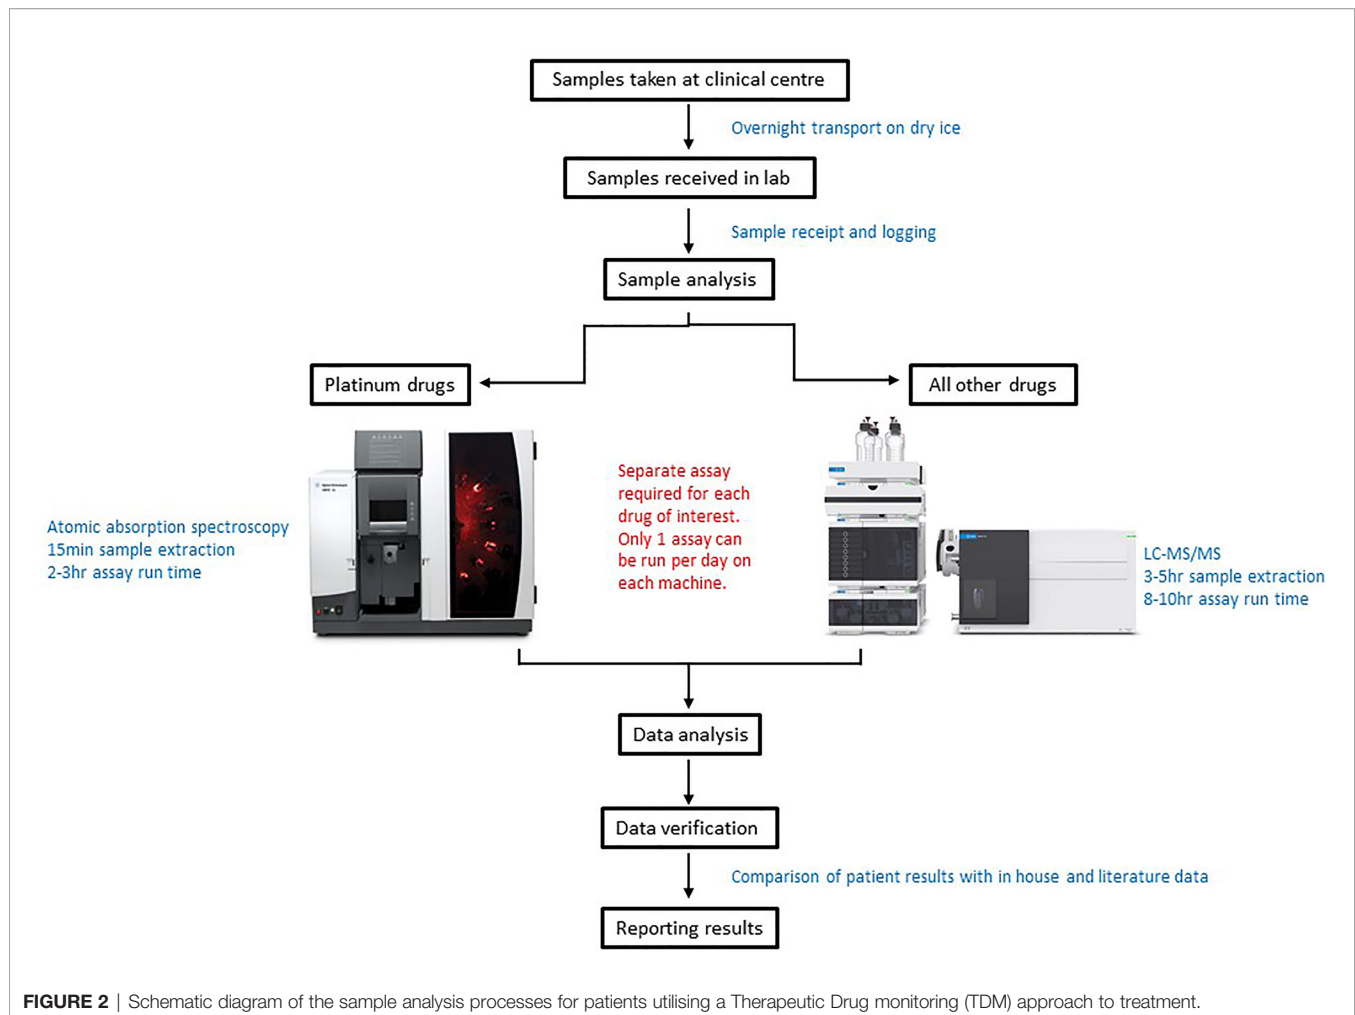 Samples taken at clinical centre
Overnight transport on dry ice
Samples received in lab
Sample receipt and logging
Sample analysis
Platinum drugs
All other drugs
Atomic absorption spectroscopy
15min sample extraction
2-3hr assay run time
Separate assay
required for each
drug of interest.
Only 1 assay can
be run per day on
each machine.
LC-MS/MS
3-5hr sample extraction
8-10hr assay run time
Data analysis
Data verification
Comparison of patient results with in house and literature data
Reporting results
FIGURE 2 | Schematic diagram of the sample analysis processes for patients utilising a Therapeutic Drug monitoring (TDM) approach to treatment.